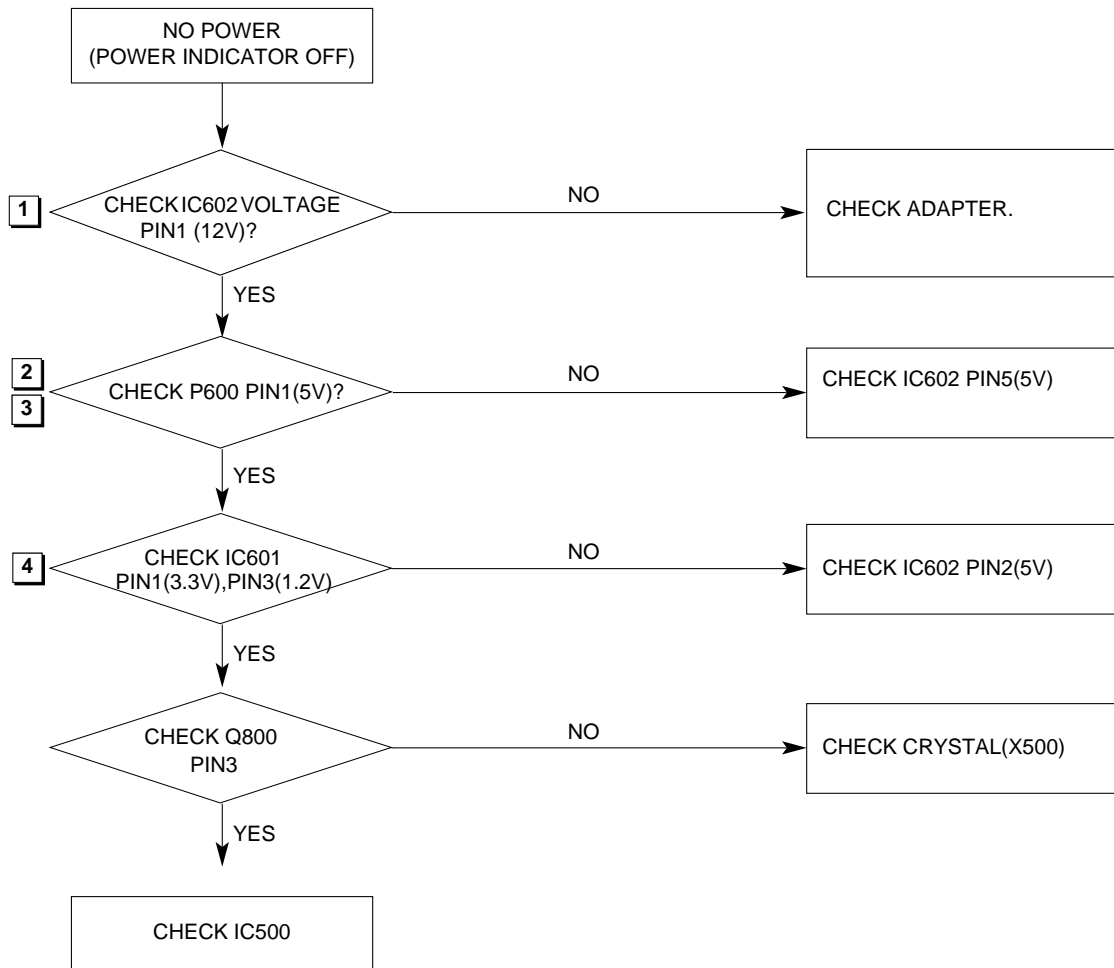 NO POWER
(POWER INDICATOR OFF)
1
CHECK IC602 VOLTAGE
PIN1 (12V)?
NO
CHECK ADAPTER.
YES
2
3
CHECK P600 PIN1(5V)?
NO
CHECK IC602 PIN5(5V)
YES
4
CHECK IC601
PIN1(3.3V),PIN3(1.2V)
NO
CHECK IC602 PIN2(5V)
YES
CHECK Q800
PIN3
NO
CHECK CRYSTAL(X500)
YES
CHECK IC500